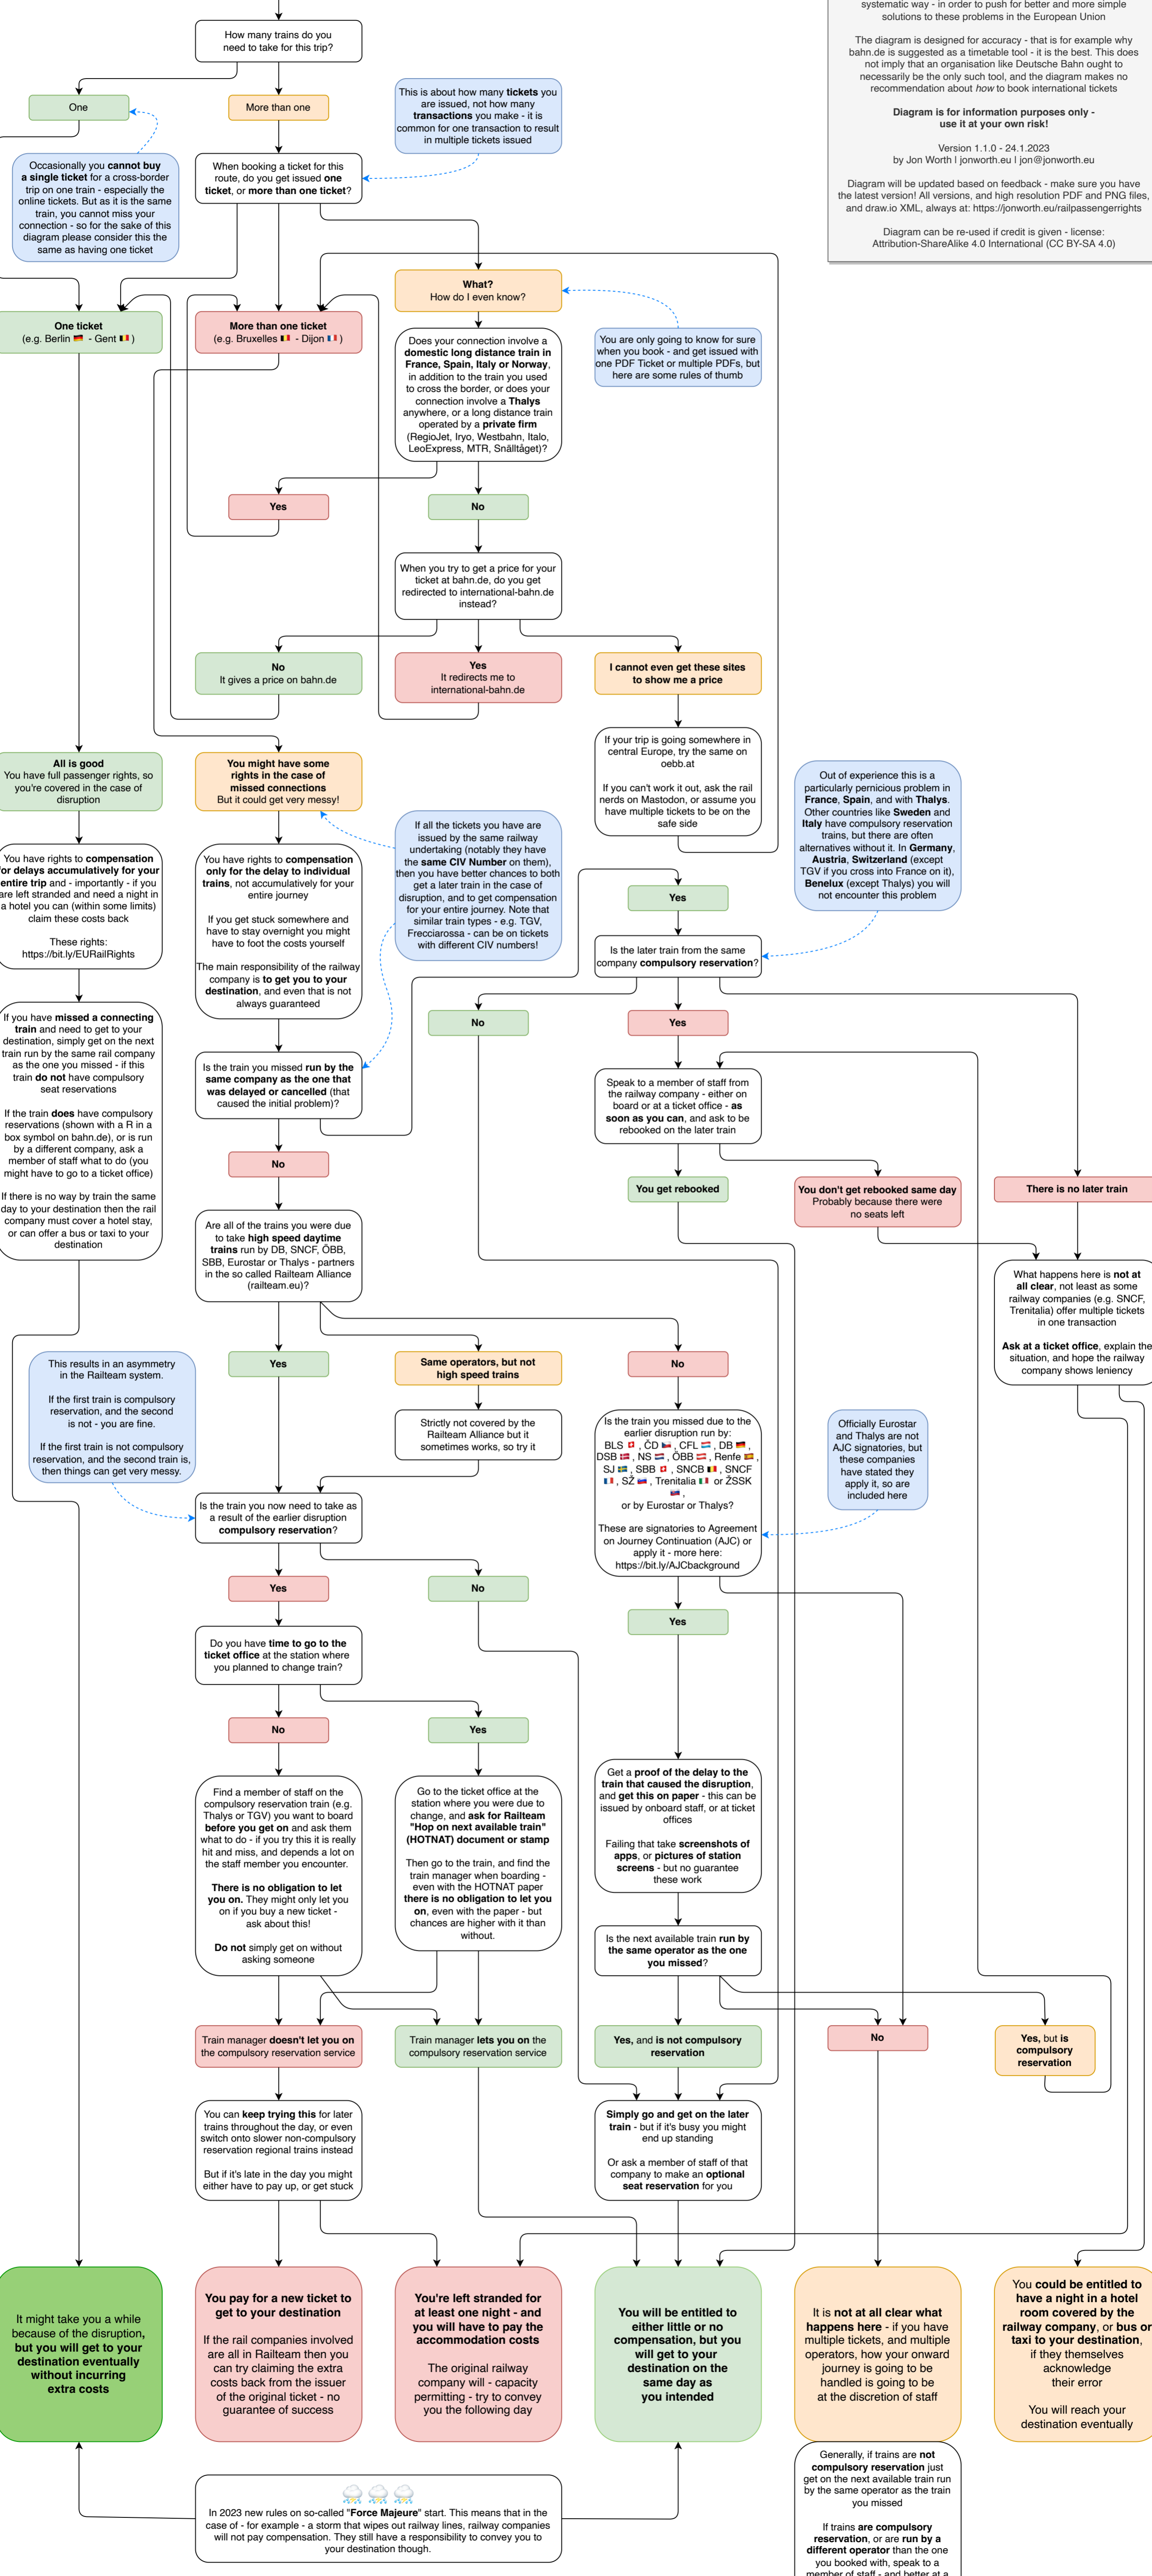 systematic way - in order to push for better and more simple
solutions to these problems in the European Union
The diagram is designed for accuracy - that is for example why
bahn.de is suggested as a timetable tool - it is the best. This does
not imply that an organisation like Deutsche Bahn ought to
necessarily be the only such tool, and the diagram makes no
recommendation about how to book international tickets
Diagram is for information purposes only -
use it at your own risk!
Version 1.1.0 - 24.1.2023
by Jon Worth | jonworth.eu | jon@jonworth.eu
Diagram will be updated based on feedback - make sure you have
the latest version! All versions, and high resolution PDF and PNG files,
and draw.io XML, always at: https://jonworth.eu/railpassengerrights
Diagram can be re-used if credit is given - license:
Attribution-ShareAlike 4.0 International (CC BY-SA 4.0)
How many trains do you
need to take for this trip?
One
More than one
This is about how many tickets you
are issued, not how many
transactions you make - it is
common for one transaction to result
in multiple tickets issued
Occasionally you cannot buy
a single ticket for a cross-border
trip on one train - especially the
online tickets. But as it is the same
train, you cannot miss your
connection - so for the sake of this
diagram please consider this the
same as having one ticket
When booking a ticket for this
route, do you get issued one
ticket, or more than one ticket?
What?
How do I even know?
One ticket
(e.g. Berlin 🇩🇪 - Gent 🇧🇪 )
More than one ticket
(e.g. Bruxelles 🇧🇪 - Dijon 🇫🇷 )
You are only going to know for sure
when you book - and get issued with
one PDF Ticket or multiple PDFs, but
here are some rules of thumb
Does your connection involve a
domestic long distance train in
France, Spain, Italy or Norway,
in addition to the train you used
to cross the border, or does your
connection involve a Thalys
anywhere, or a long distance train
operated by a private firm
(RegioJet, Iryo, Westbahn, Italo,
LeoExpress, MTR, Snälltåget)?
Yes
No
When you try to get a price for your
ticket at bahn.de, do you get
redirected to international-bahn.de
instead?
No
It gives a price on bahn.de
Yes
It redirects me to
international-bahn.de
I cannot even get these sites
to show me a price
If your trip is going somewhere in
central Europe, try the same on
oebb.at
If you can't work it out, ask the rail
nerds on Mastodon, or assume you
have multiple tickets to be on the
safe side
All is good
You have full passenger rights, so
you're covered in the case of
disruption
You might have some
rights in the case of
missed connections
But it could get very messy!
Out of experience this is a
particularly pernicious problem in
France, Spain, and with Thalys.
Other countries like Sweden and
Italy have compulsory reservation
trains, but there are often
alternatives without it. In Germany,
Austria, Switzerland (except
TGV if you cross into France on it),
Benelux (except Thalys) you will
not encounter this problem
If all the tickets you have are
issued by the same railway
undertaking (notably they have
the same CIV Number on them),
then you have better chances to both
get a later train in the case of
disruption, and to get compensation
for your entire journey. Note that
similar train types - e.g. TGV,
Frecciarossa - can be on tickets
with different CIV numbers!
You have rights to compensation
for delays accumulatively for your
entire trip and - importantly - if you
are left stranded and need a night in
a hotel you can (within some limits)
claim these costs back
These rights:
https://bit.ly/EURailRights
You have rights to compensation
only for the delay to individual
trains, not accumulatively for your
entire journey
If you get stuck somewhere and
have to stay overnight you might
have to foot the costs yourself
The main responsibility of the railway
company is to get you to your
destination, and even that is not
always guaranteed
Yes
Is the later train from the same
company compulsory reservation?
If you have missed a connecting
train and need to get to your
destination, simply get on the next
train run by the same rail company
as the one you missed - if this
train do not have compulsory
seat reservations
If the train does have compulsory
reservations (shown with a R in a
box symbol on bahn.de), or is run
by a different company, ask a
member of staff what to do (you
might have to go to a ticket office)
If there is no way by train the same
day to your destination then the rail
company must cover a hotel stay,
or can offer a bus or taxi to your
destination
Is the train you missed run by the
same company as the one that
was delayed or cancelled (that
caused the initial problem)?
No
Yes
Speak to a member of staff from
the railway company - either on
board or at a ticket office - as
soon as you can, and ask to be
rebooked on the later train
No
You get rebooked
You don't get rebooked same day
Probably because there were
no seats left
There is no later train
Are all of the trains you were due
to take high speed daytime
trains run by DB, SNCF, ÖBB,
SBB, Eurostar or Thalys - partners
in the so called Railteam Alliance
(railteam.eu)?
What happens here is not at
all clear, not least as some
railway companies (e.g. SNCF,
Trenitalia) offer multiple tickets
in one transaction
Ask at a ticket office, explain the
situation, and hope the railway
company shows leniency
This results in an asymmetry
in the Railteam system.
If the first train is compulsory
reservation, and the second
is not - you are fine.
If the first train is not compulsory
reservation, and the second train is,
then things can get very messy.
Yes
Same operators, but not
high speed trains
No
Strictly not covered by the
Railteam Alliance but it
sometimes works, so try it
Is the train you missed due to the
earlier disruption run by:
BLS 🇨🇭 , ČD 🇨🇿 , CFL 🇱🇺 , DB 🇩🇪 ,
DSB 🇩🇰 , NS 🇳🇱 , ÖBB 🇦🇹 , Renfe 🇪🇸 ,
SJ 🇸🇪 , SBB 🇨🇭 , SNCB 🇧🇪 , SNCF
🇫🇷 , SŽ 🇸🇮 , Trenitalia 🇮🇹 or ŽSSK
🇸🇰 ,
or by Eurostar or Thalys?
These are signatories to Agreement
on Journey Continuation (AJC) or
apply it - more here:
https://bit.ly/AJCbackground
Officially Eurostar
and Thalys are not
AJC signatories, but
these companies
have stated they
apply it, so are
included here
Is the train you now need to take as
a result of the earlier disruption
compulsory reservation?
Yes
No
Yes
Do you have time to go to the
ticket office at the station where
you planned to change train?
No
Yes
Find a member of staff on the
compulsory reservation train (e.g.
Thalys or TGV) you want to board
before you get on and ask them
what to do - if you try this it is really
hit and miss, and depends a lot on
the staff member you encounter.
There is no obligation to let
you on. They might only let you
on if you buy a new ticket -
ask about this!
Do not simply get on without
asking someone
Go to the ticket office at the
station where you were due to
change, and ask for Railteam
"Hop on next available train"
(HOTNAT) document or stamp
Then go to the train, and find the
train manager when boarding -
even with the HOTNAT paper
there is no obligation to let you
on, even with the paper - but
chances are higher with it than
without.
Get a proof of the delay to the
train that caused the disruption,
and get this on paper - this can be
issued by onboard staff, or at ticket
offices
Failing that take screenshots of
apps, or pictures of station
screens - but no guarantee
these work
Is the next available train run by
the same operator as the one
you missed?
Train manager doesn't let you on
the compulsory reservation service
Train manager lets you on the
compulsory reservation service
Yes, and is not compulsory
reservation
No
Yes, but is
compulsory
reservation
You can keep trying this for later
trains throughout the day, or even
switch onto slower non-compulsory
reservation regional trains instead
But if it's late in the day you might
either have to pay up, or get stuck
Simply go and get on the later
train - but if it's busy you might
end up standing
Or ask a member of staff of that
company to make an optional
seat reservation for you
It might take you a while
because of the disruption,
but you will get to your
destination eventually
without incurring
extra costs
You pay for a new ticket to
get to your destination
If the rail companies involved
are all in Railteam then you
can try claiming the extra
costs back from the issuer
of the original ticket - no
guarantee of success
You're left stranded for
at least one night - and
you will have to pay the
accommodation costs
The original railway
company will - capacity
permitting - try to convey
you the following day
You will be entitled to
either little or no
compensation, but you
will get to your
destination on the
same day as
you intended
It is not at all clear what
happens here - if you have
multiple tickets, and multiple
operators, how your onward
journey is going to be
handled is going to be
at the discretion of staff
You could be entitled to
have a night in a hotel
room covered by the
railway company, or bus or
taxi to your destination,
if they themselves
acknowledge
their error
You will reach your
destination eventually
In 2023 new rules on so-called "Force Majeure" start. This means that in the
case of - for example - a storm that wipes out railway lines, railway companies
will not pay compensation. They still have a responsibility to convey you to
your destination though.
Generally, if trains are not
compulsory reservation just
get on the next available train run
by the same operator as the train
you missed
If trains are compulsory
reservation, or are run by a
different operator than the one
you booked with, speak to a
member of staff - and better at a